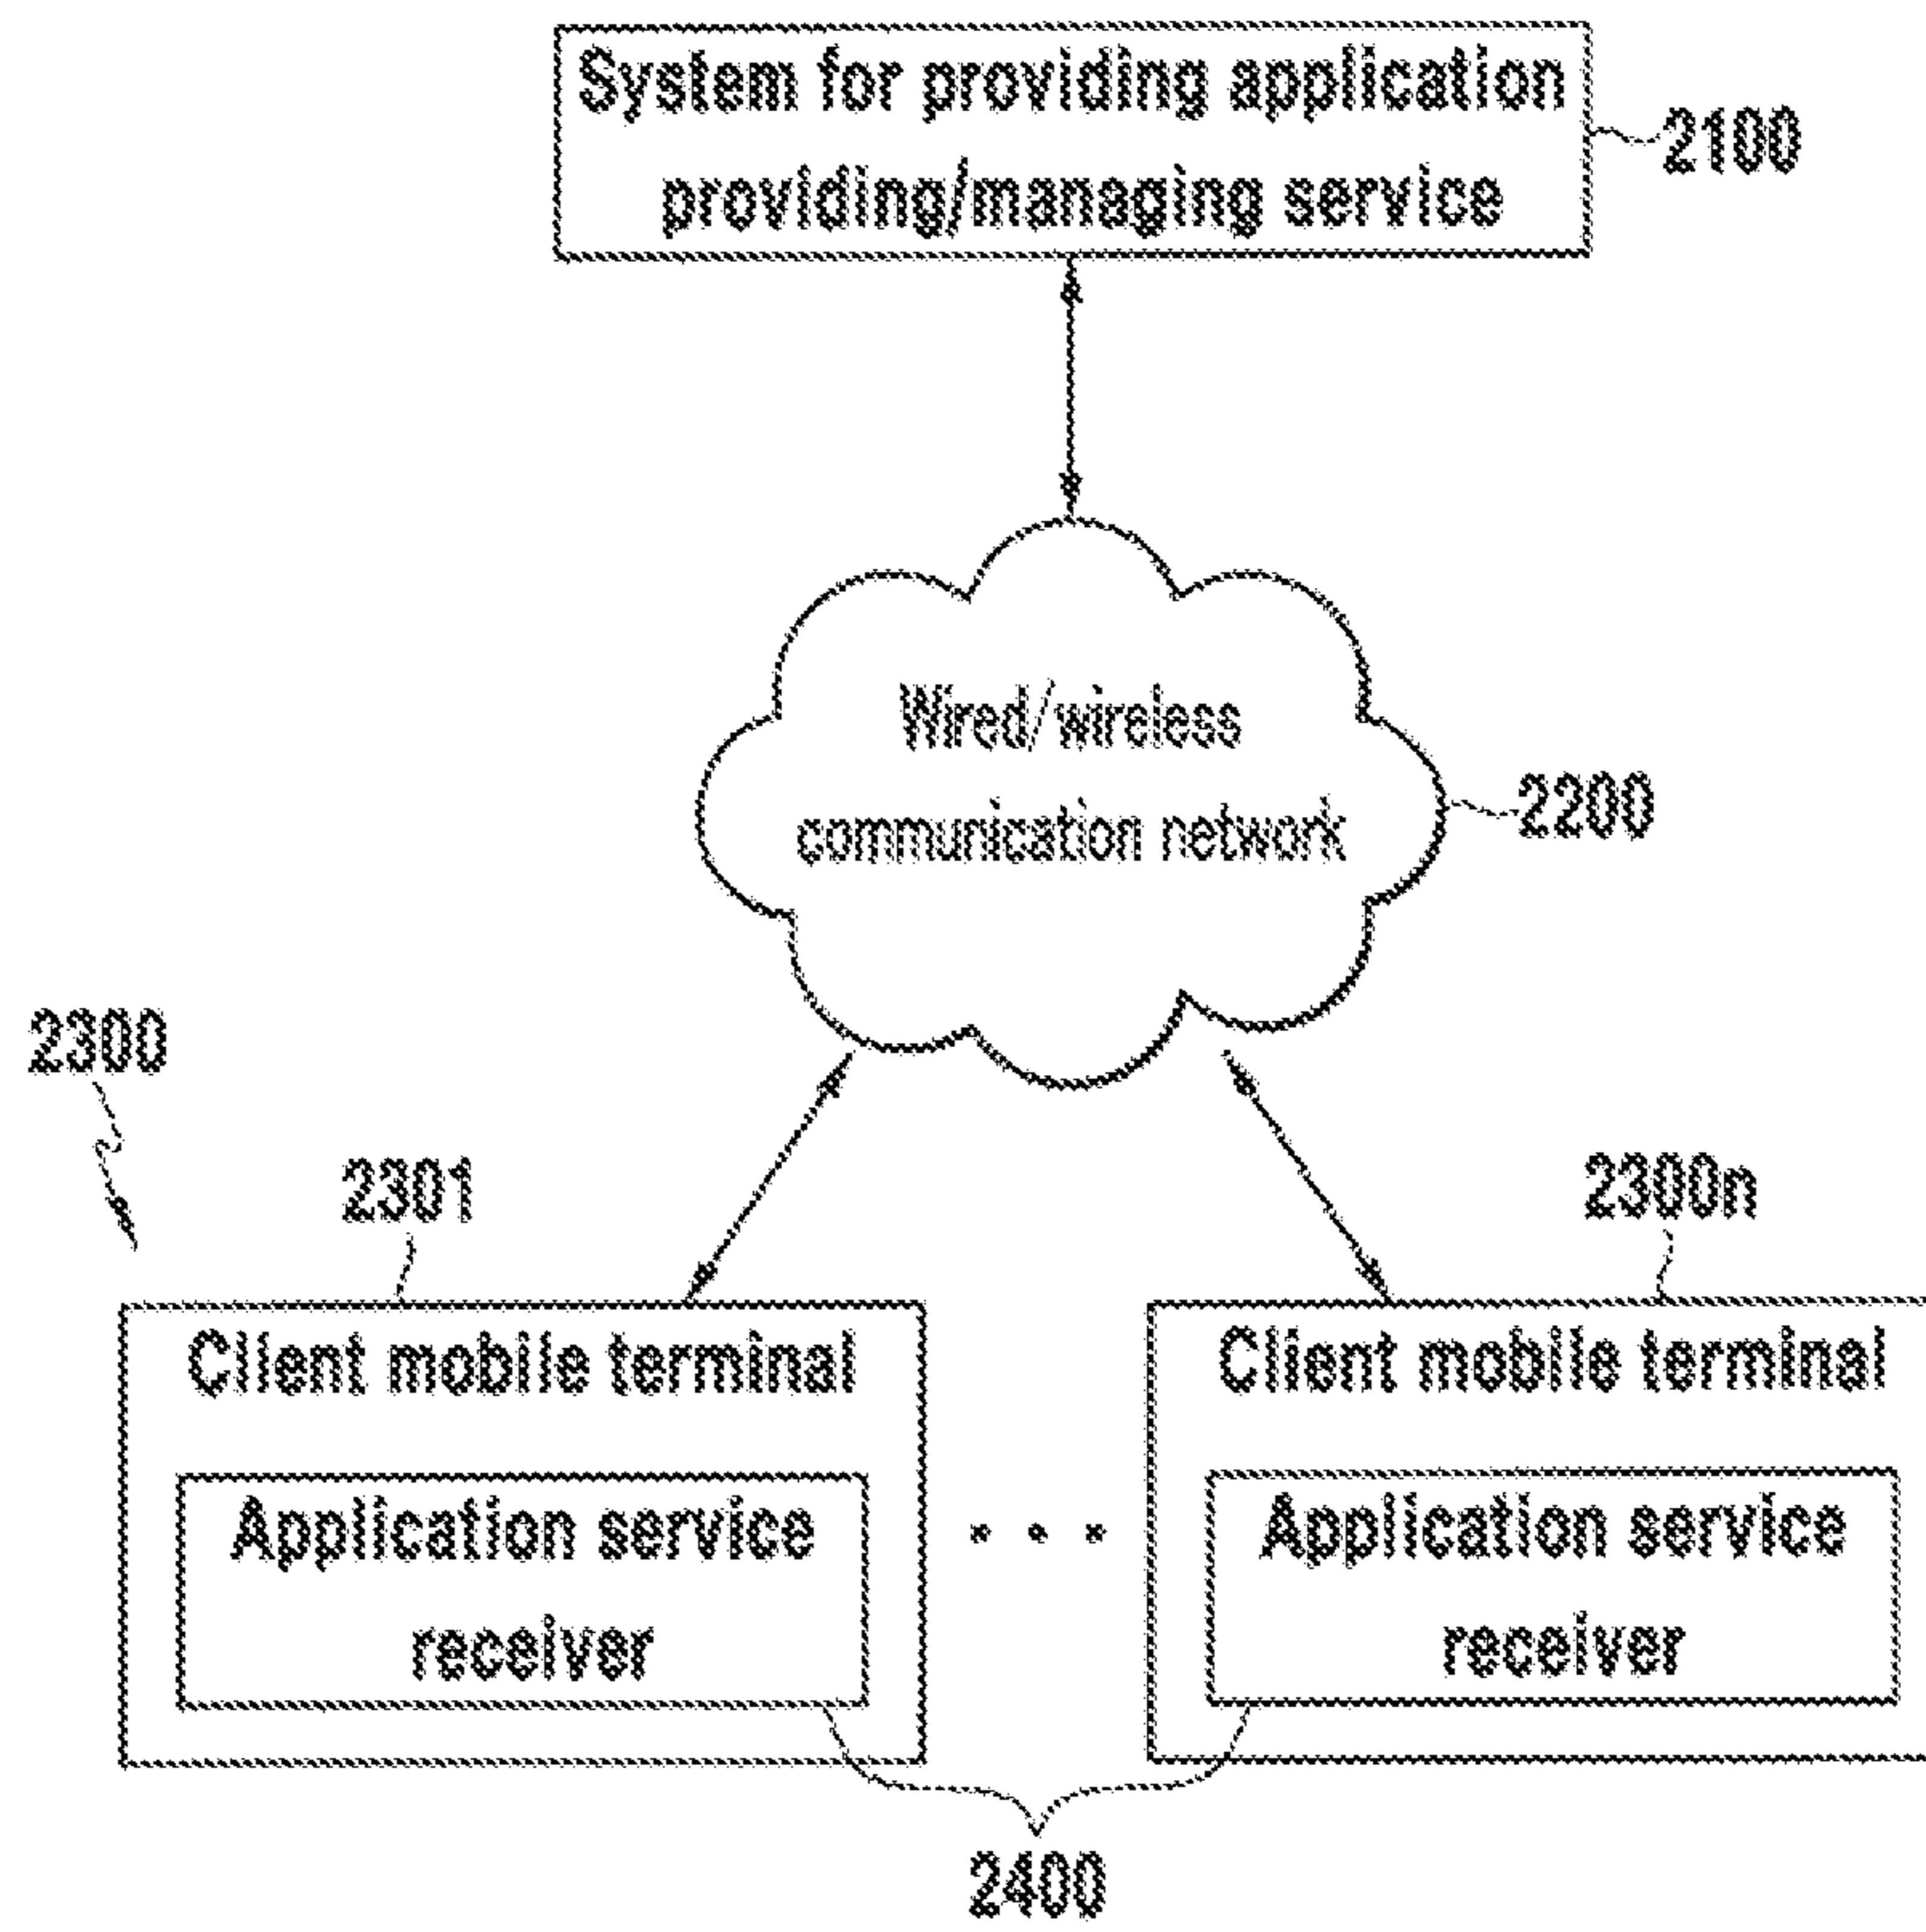 System for providing application
providing/managing service
2100
Wired/wireless
communication network
2200
2300
2301
2300n
Client mobile terminal
Application service
receiver
Client mobile terminal
Application service
receiver
2400